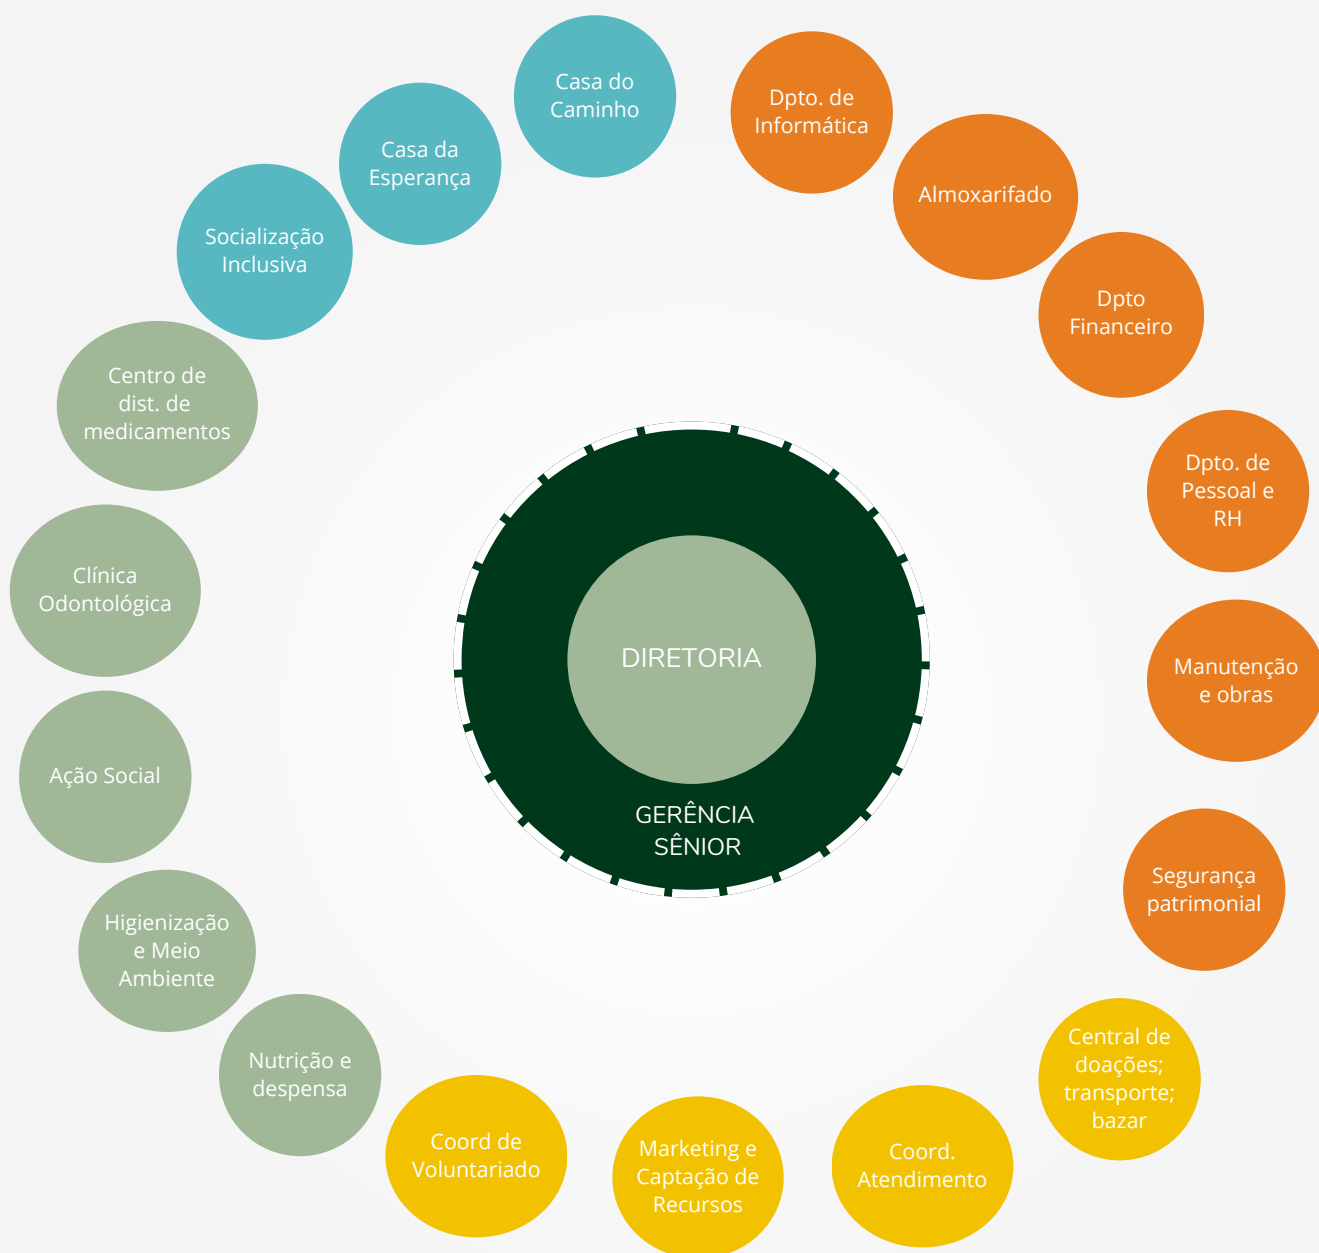 Casa do
Caminho
Dpto. de
Informática
Casa da
Esperança
Almoxarifado
Socialização
Inclusiva
Dpto
Financeiro
Centro de
dist. de
medicamentos
Dpto. de
Pessoal e
RH
Clínica
Odontológica
DIRETORIA
Manutenção
e obras
Ação Social
GERÊNCIA
SÊNIOR
Segurança
patrimonial
Higienização
e Meio
Ambiente
Nutrição e
despensa
Central de
doações;
transporte;
bazar
Coord de
Voluntariado
Marketing e
Captação de
Recursos
Coord.
Atendimento